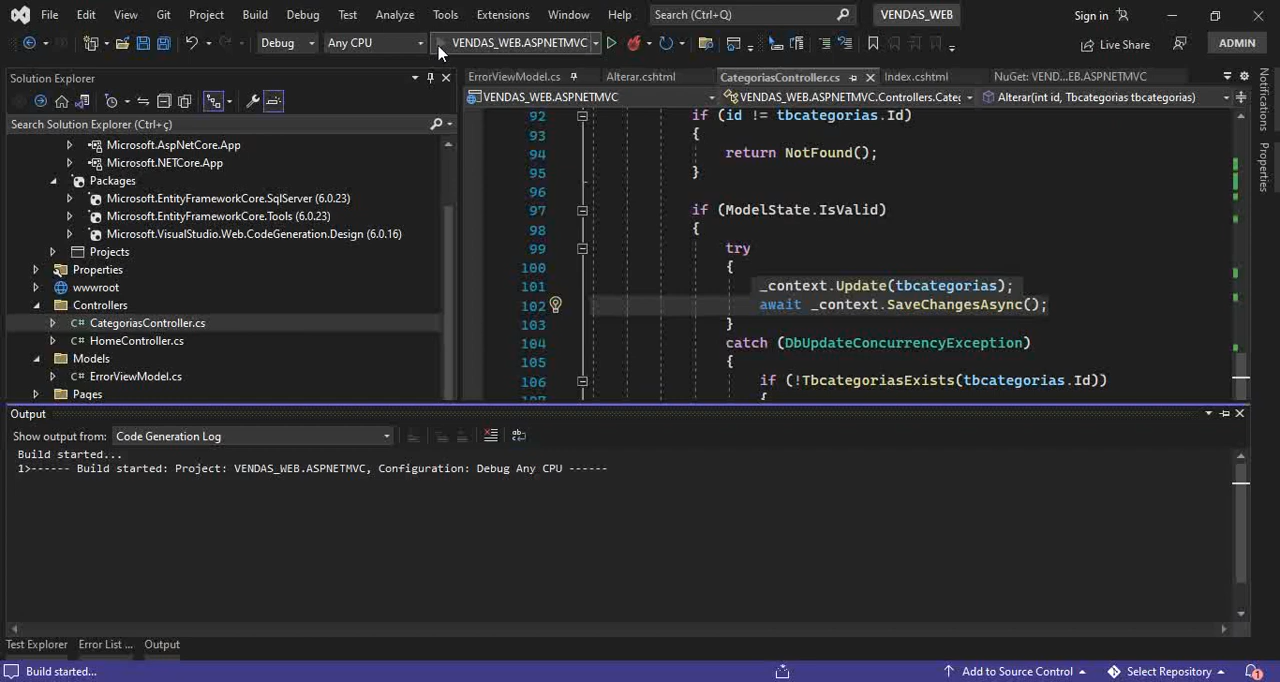 File Edit View Git Project Build Debug Test Analyze Tools Extensions Window Help Search (Ctrl+Q) VENDAS_WEB Sign in
Debug Any CPU VENDAS_WEB.ASPNETMVC Live Share ADMIN
Solution Explorer
Search Solution Explorer (Ctrl+ç)
Microsoft.AspNetCore.App
Microsoft.NETCore.App
Packages
Microsoft.EntityFrameworkCore.SqlServer (6.0.23)
Microsoft.EntityFrameworkCore.Tools (6.0.23)
Microsoft.VisualStudio.Web.CodeGeneration.Design (6.0.16)
Projects
Properties
wwwroot
Controllers
C# CategoriasController.cs
C# HomeController.cs
Models
C# ErrorViewModel.cs
Pages
ErrorViewModel.cs Alterar.cshtml CategoriasController.cs Index.cshtml NuGet: VEND...EB.ASPNETMVC
VENDAS_WEB.ASPNETMVC VENDAS_WEB.ASPNETMVC.Controllers.Categ Alterar(int id, Tbcategorias tbcategorias)
92 if (id != tbcategorias.Id)
93 {
94 return NotFound();
95 }
96
97 if (ModelState.IsValid)
98 {
99 try
100 {
101 _context.Update(tbcategorias);
102 await _context.SaveChangesAsync();
103 }
104 catch (DbUpdateConcurrencyException)
105 {
106 if (!TbcategoriasExists(tbcategorias.Id))
{
Notifications
Properties
Output
Show output from: Code Generation Log
Build started...
1>------ Build started: Project: VENDAS_WEB.ASPNETMVC, Configuration: Debug Any CPU ------
Test Explorer Error List ... Output
Build started... Add to Source Control Select Repository 1